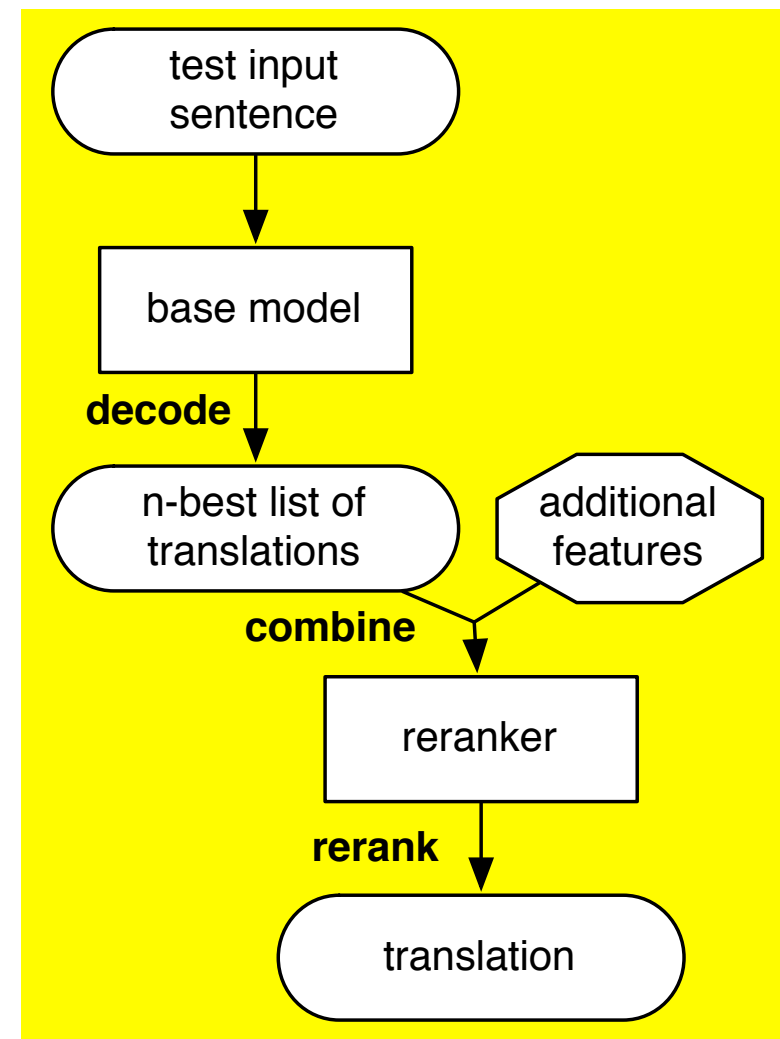 test input
sentence
base model
decode
n-best list of
translations
additional
features
combine
reranker
rerank
translation